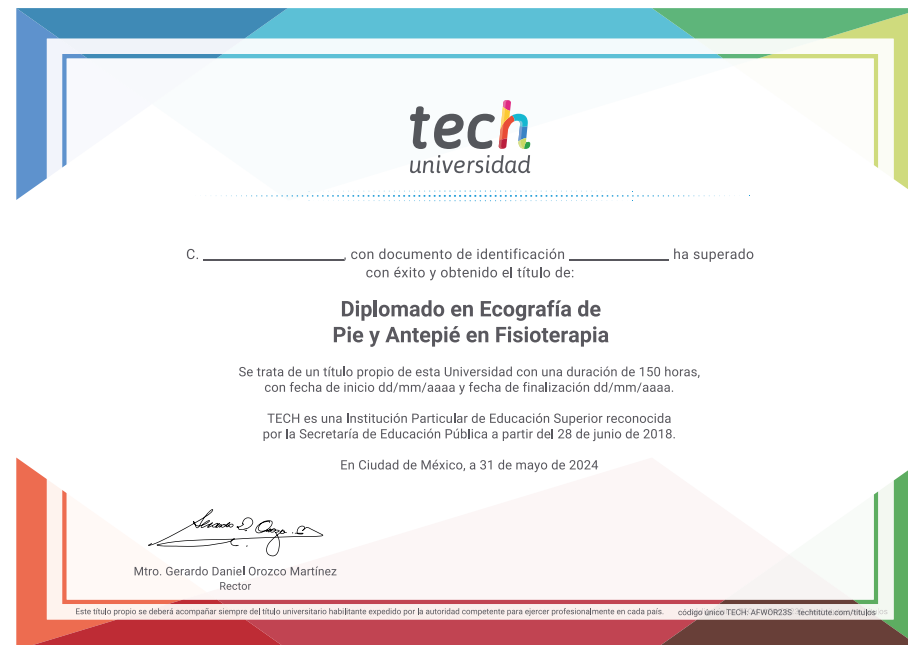 tech
universidad
C. ____________, con documento de identificación ____________ ha superado
con éxito y obtenido el título de:
Diplomado en Ecografía de
Pie y Antepié en Fisioterapia
Se trata de un título propio de esta Universidad con una duración de 150 horas,
con fecha de inicio dd/mm/aaaa y fecha de finalización dd/mm/aaaa.
TECH es una Institución Particular de Educación Superior reconocida
por la Secretaría de Educación Pública a partir del 28 de junio de 2018.
En Ciudad de México, a 31 de mayo de 2024
Mtro. Gerardo Daniel Orozco Martínez
Rector
Este título propio se deberá acompañar siempre del título universitario habilitante expedido por la autoridad competente para ejercer profesionalmente en cada país. código único TECH: AFWOR23S techtitute.com/titulos